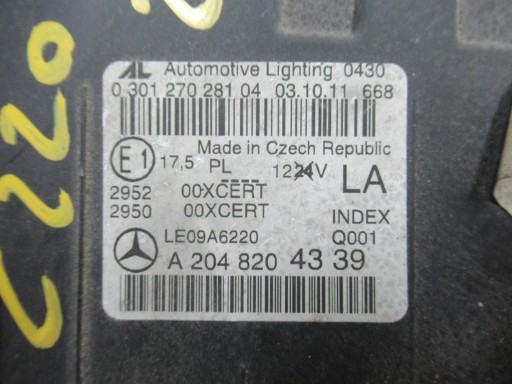 AL Automotive Lighting 0430
0 301 270 281 04 03.10.11 668
Made in Czech Republic
E1 17,5 PL 1224V LA
2952 00XCERT
2950 00XCERT INDEX
LE09A6220 Q001
A 204 820 43 39